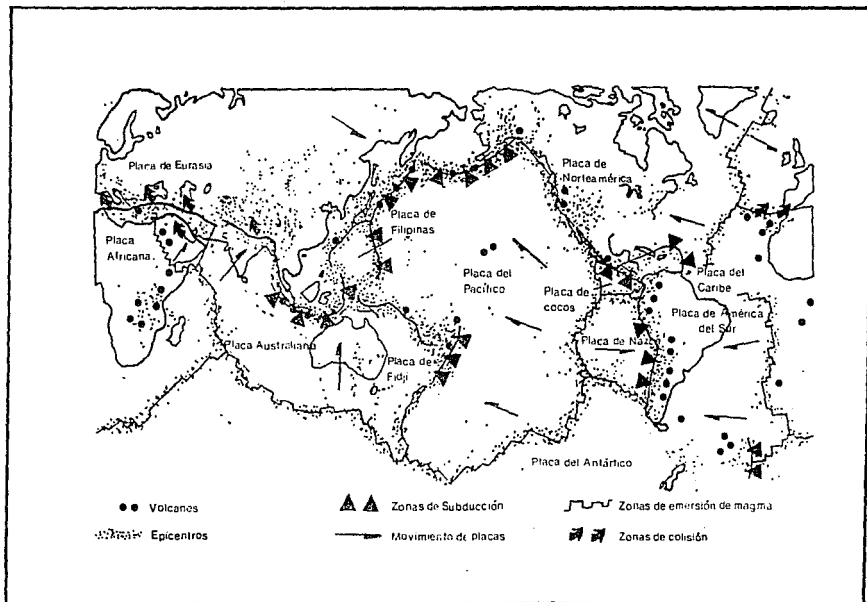 Placa de Eurasia
Placa
Africana
Placa Australiana
Placa de
Filipinas
Placa de
Fidji
Placa del
Pacífico
Placa de
Norteamérica
Placa de
cocos
Placa de Nazca
Placa del
Caribe
Placa de América
del Sur
Placa del Antártico
Volcanes
Zonas de Subducción
Zonas de emersión de magma
Epicentros
Movimiento de placas
Zonas de colisión